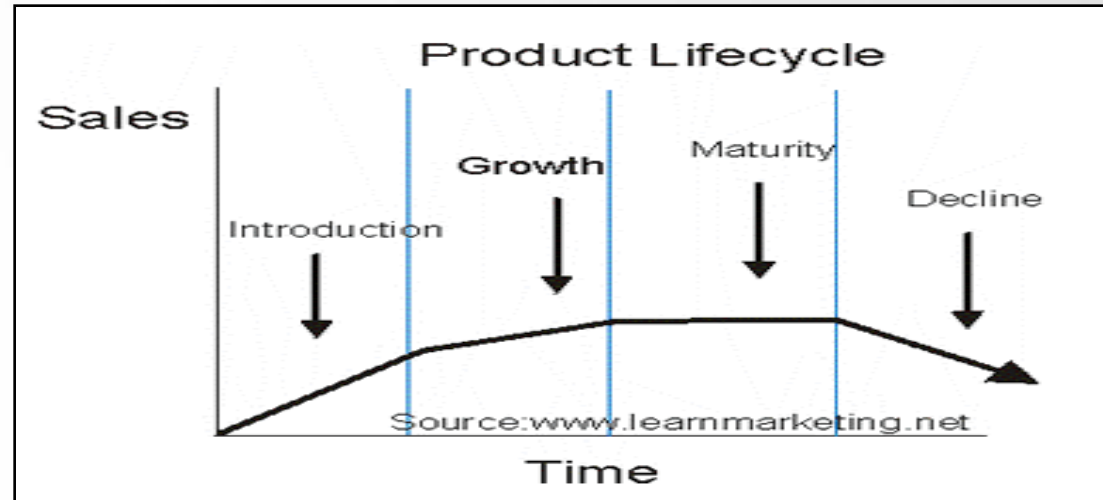 Product Lifecycle
Sales
Maturity
Growth
Decline
Introduction
Source:www.learnmarketing.net
Time